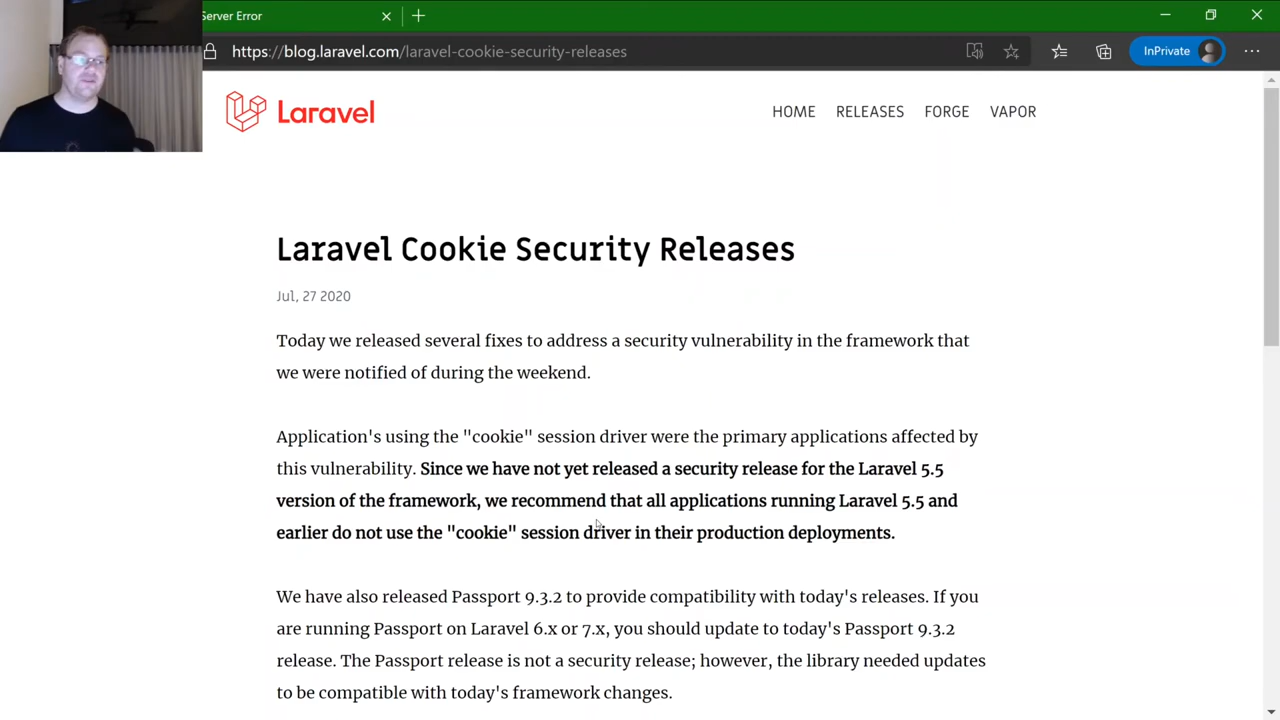 Server Error
https://blog.laravel.com/laravel-cookie-security-releases
InPrivate
Laravel
HOME RELEASES FORGE VAPOR
Laravel Cookie Security Releases
Jul, 27 2020
Today we released several fixes to address a security vulnerability in the framework that
we were notified of during the weekend.
Application's using the "cookie" session driver were the primary applications affected by
this vulnerability. Since we have not yet released a security release for the Laravel 5.5
version of the framework, we recommend that all applications running Laravel 5.5 and
earlier do not use the "cookie" session driver in their production deployments.
We have also released Passport 9.3.2 to provide compatibility with today's releases. If you
are running Passport on Laravel 6.x or 7.x, you should update to today's Passport 9.3.2
release. The Passport release is not a security release; however, the library needed updates
to be compatible with today's framework changes.